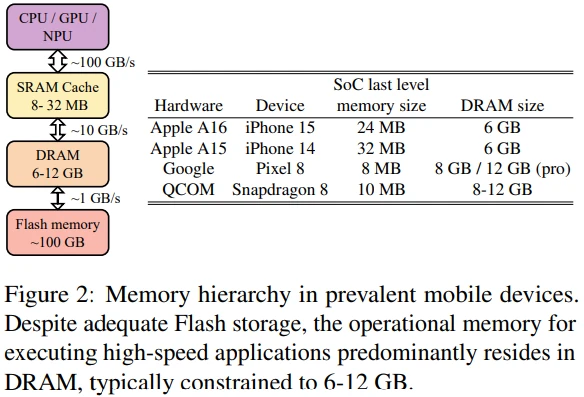 CPU / GPU /
NPU
~100 GB/s
SRAM Cache
8- 32 MB
~10 GB/s
DRAM
6-12 GB
~1 GB/s
Flash memory
~100 GB
SoC last level
Hardware Device memory size DRAM size
Apple A16 iPhone 15 24 MB 6 GB
Apple A15 iPhone 14 32 MB 6 GB
Google Pixel 8 8 MB 8 GB / 12 GB (pro)
QCOM Snapdragon 8 10 MB 8-12 GB
Figure 2: Memory hierarchy in prevalent mobile devices.
Despite adequate Flash storage, the operational memory for
executing high-speed applications predominantly resides in
DRAM, typically constrained to 6-12 GB.